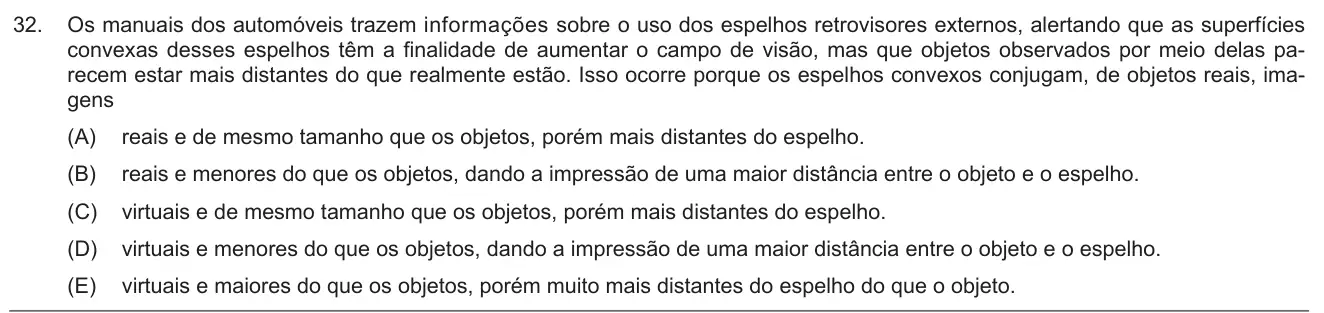 32. Os manuais dos automóveis trazem informações sobre o uso dos espelhos retrovisores externos, alertando que as superfícies
convexas desses espelhos têm a finalidade de aumentar o campo de visão, mas que objetos observados por meio delas pa-
recem estar mais distantes do que realmente estão. Isso ocorre porque os espelhos convexos conjugam, de objetos reais, ima-
gens
(A) reais e de mesmo tamanho que os objetos, porém mais distantes do espelho.
(B) reais e menores do que os objetos, dando a impressão de uma maior distância entre o objeto e o espelho.
(C) virtuais e de mesmo tamanho que os objetos, porém mais distantes do espelho.
(D) virtuais e menores do que os objetos, dando a impressão de uma maior distância entre o objeto e o espelho.
(E) virtuais e maiores do que os objetos, porém muito mais distantes do espelho do que o objeto.